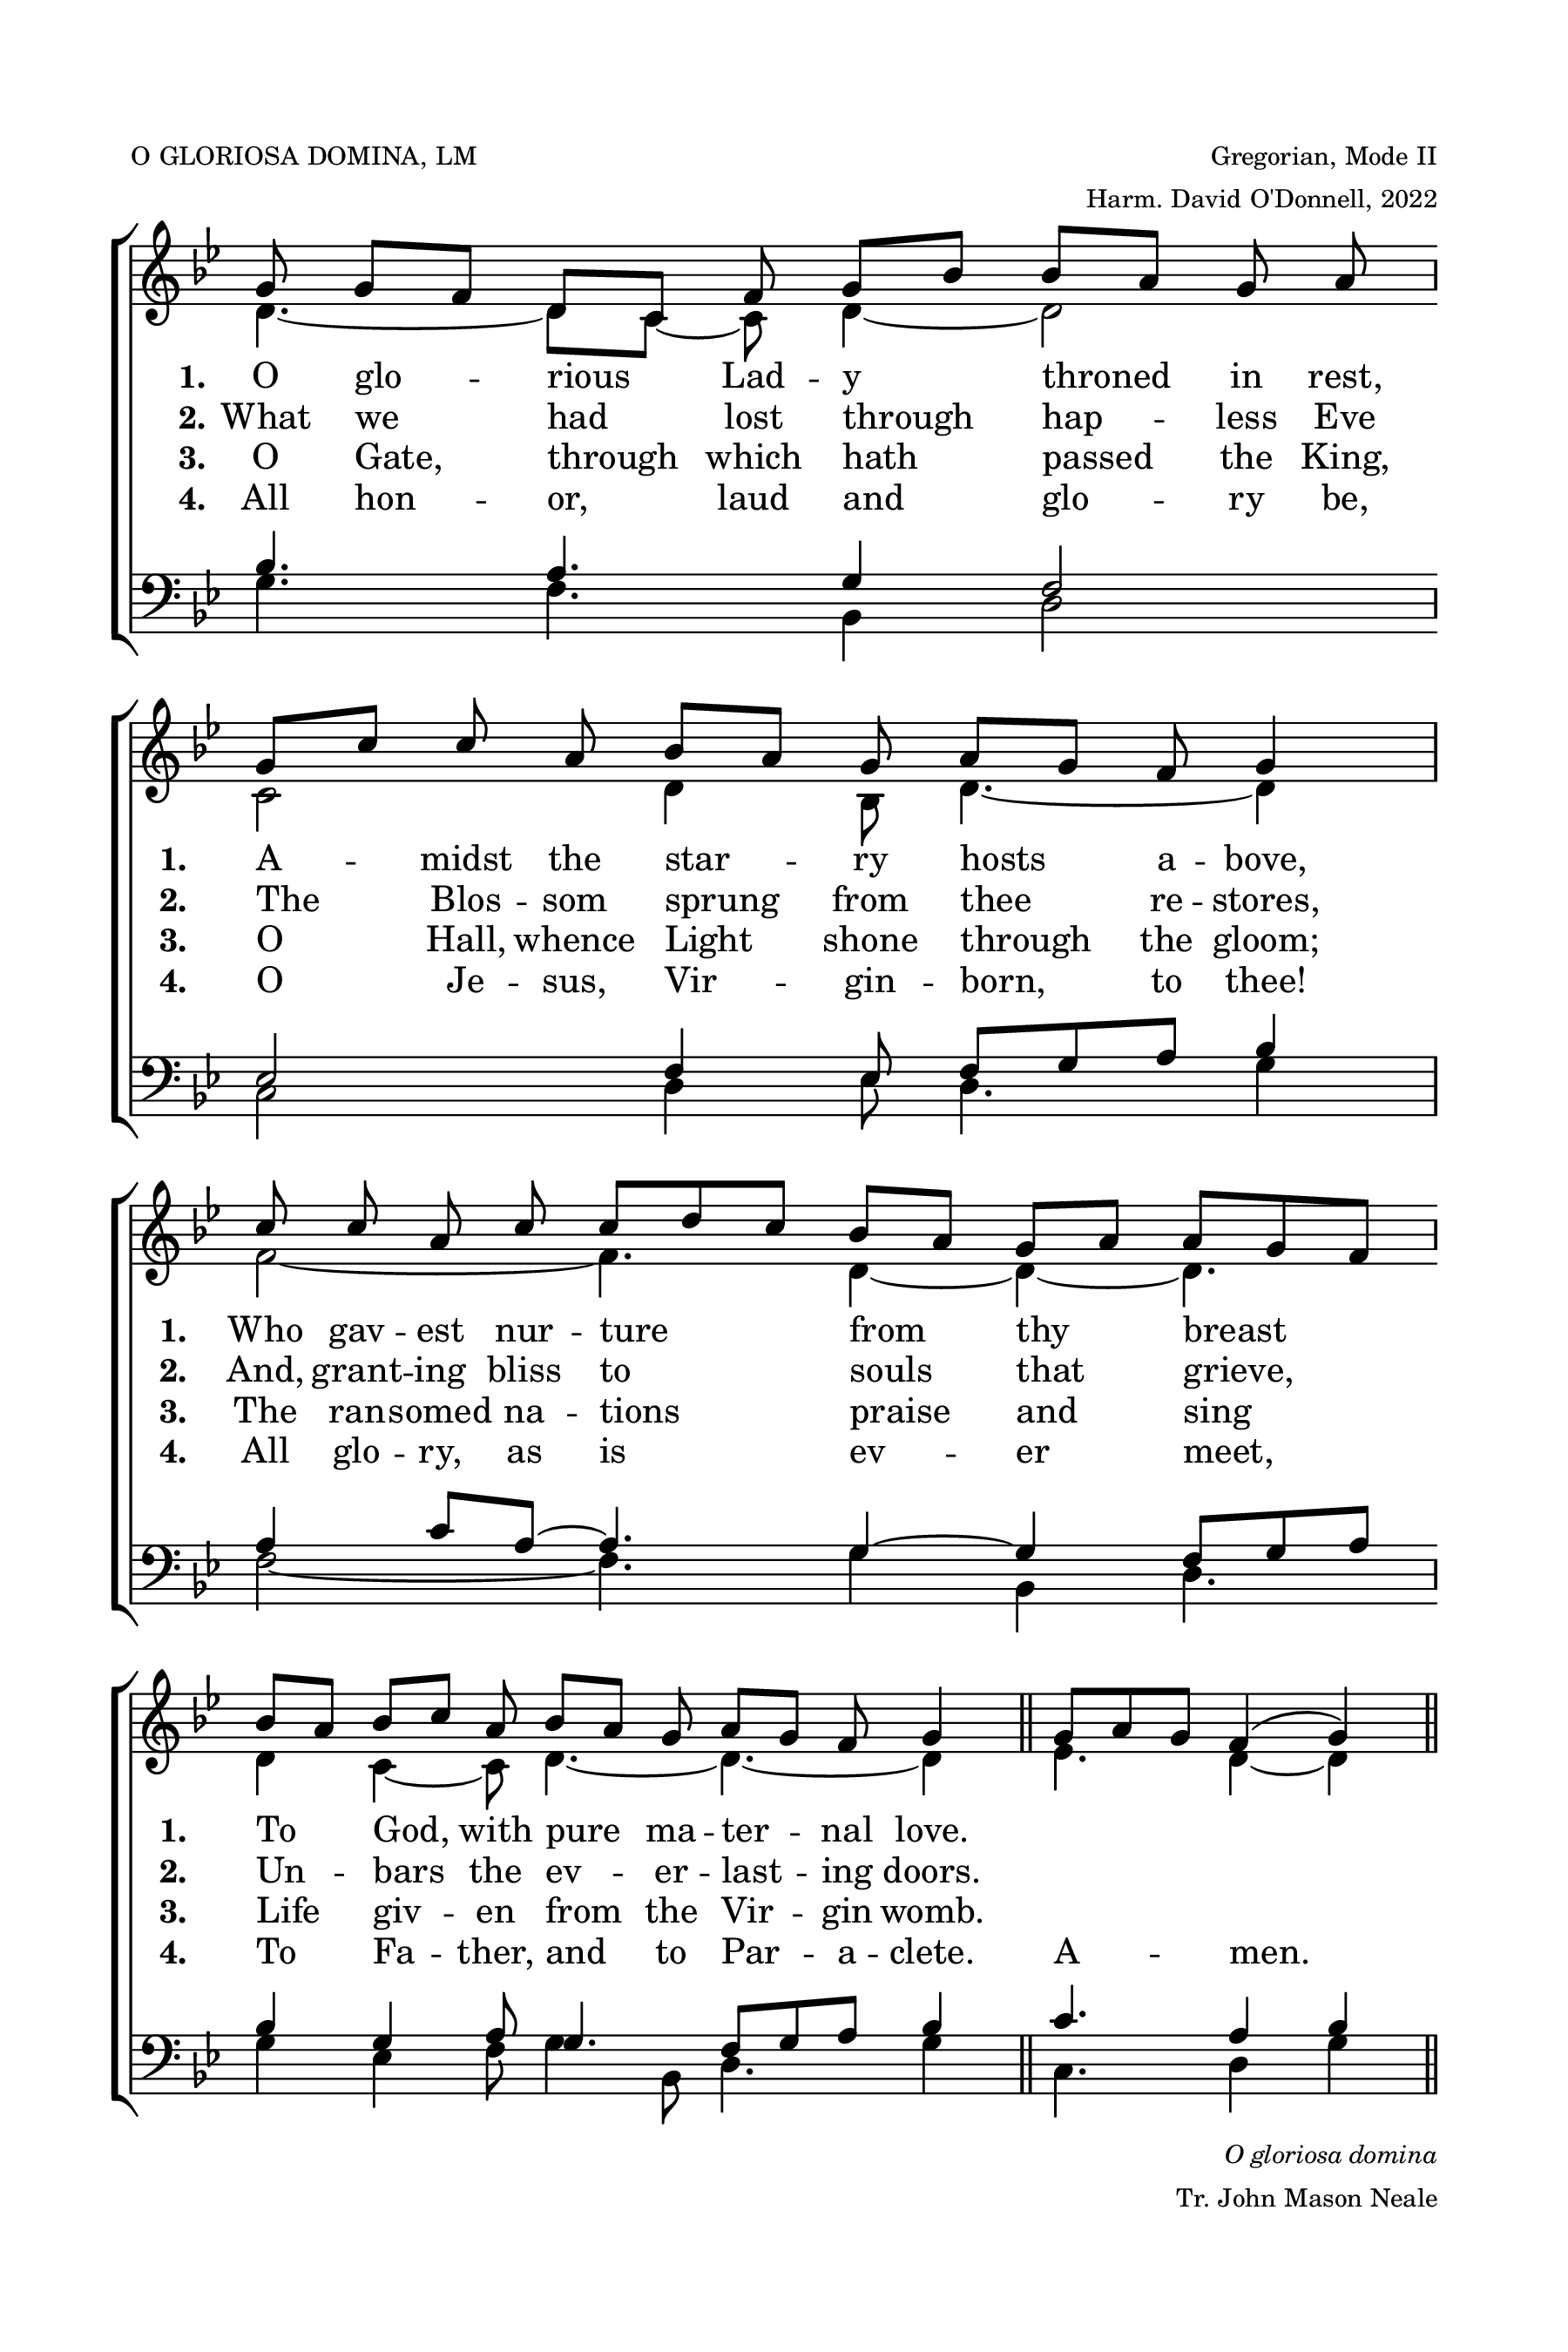 O GLORIOSA DOMINA, LM
Gregorian, Mode II
Harm. David O'Donnell, 2022
1. O glo - rious Lad - y throned in rest,
2. What we had lost through hap - less Eve
3. O Gate, through which hath passed the King,
4. All hon - or, laud and glo - ry be,
1. A - midst the star - ry hosts a - bove,
2. The Blos - som sprung from thee re - stores,
3. O Hall, whence Light shone through the gloom;
4. O Je - sus, Vir - gin - born, to thee!
1. Who gav - est nur - ture from thy breast
2. And, grant - ing bliss to souls that grieve,
3. The ransomed na - tions praise and sing
4. All glo - ry, as is ev - er meet,
1. To God, with pure ma - ter - nal love.
2. Un - bars the ev - er - last - ing doors.
3. Life giv - en from the Vir - gin womb.
4. To Fa - ther, and to Par - a - clete. A - men.
O gloriosa domina
Tr. John Mason Neale